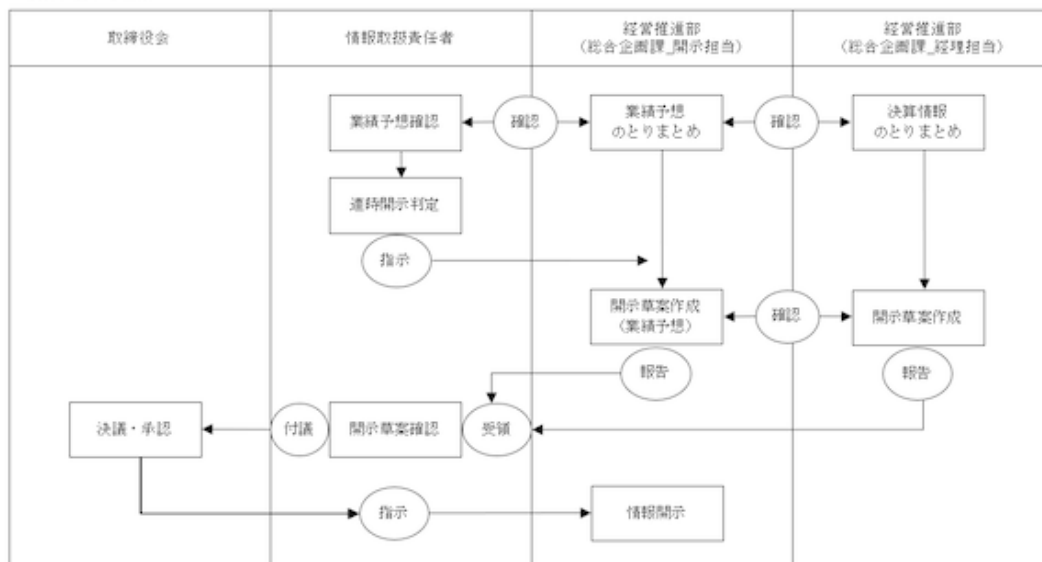 取締役会
情報取扱責任者
経営推進部
（総合企画課_開示担当）
経営推進部
（総合企画課_経理担当）
業績予想確認
確認
業績予想
のとりまとめ
確認
決算情報
のとりまとめ
適時開示判定
指示
開示草案作成
（業績予想）
確認
開示草案作成
報告
報告
決議・承認
付議
開示草案確認
受領
指示
情報開示